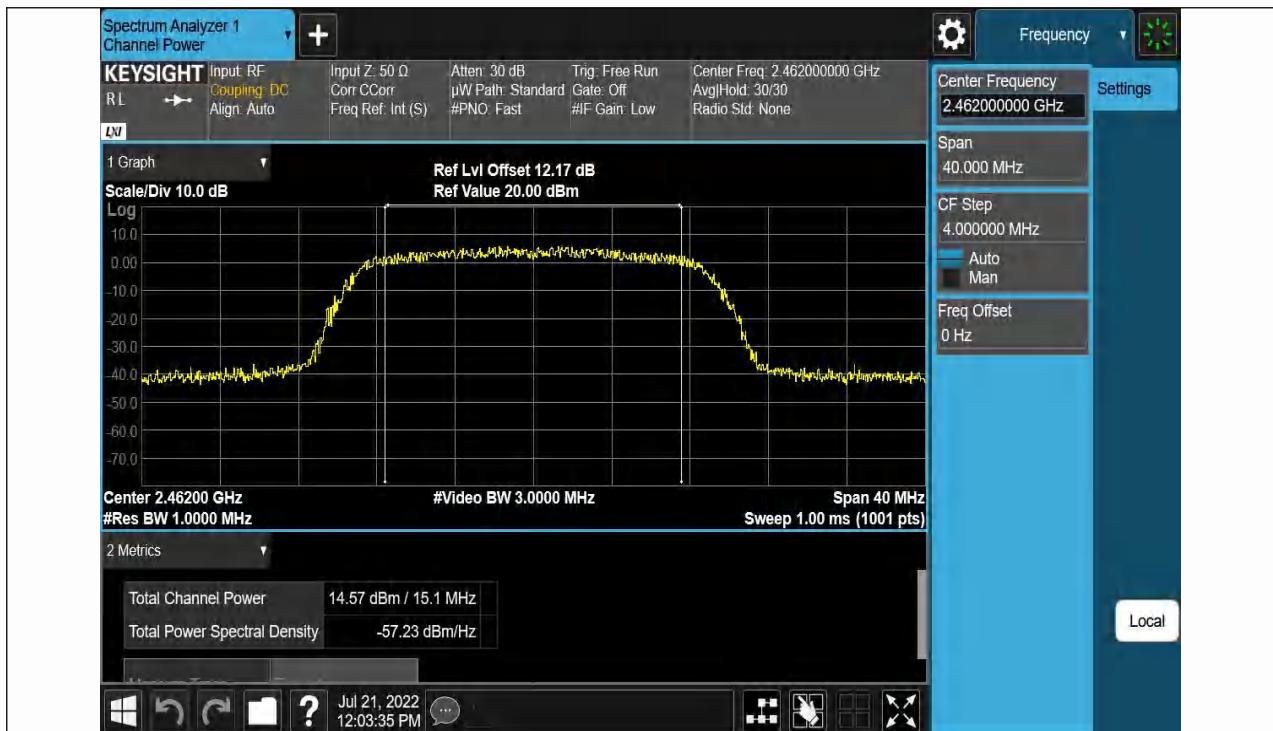 Spectrum Analyzer 1
Channel Power
Frequency
KEYSIGHT
R L
LXI
Input: RF
Coupling: DC
Align: Auto
Input Z: 50 Ω
Corr CCorr
Freq Ref: Int (S)
Atten: 30 dB
µW Path: Standard
#PNO: Fast
Trig: Free Run
Gate: Off
#IF Gain: Low
Center Freq: 2.462000000 GHz
Avg|Hold: 30/30
Radio Std: None
Center Frequency
2.462000000 GHz
Settings
Span
40.000 MHz
CF Step
4.000000 MHz
Auto
Man
Freq Offset
0 Hz
1 Graph
Ref Lvl Offset 12.17 dB
Scale/Div 10.0 dB
Ref Value 20.00 dBm
Log
10.0
0.00
-10.0
-20.0
-30.0
-40.0
-50.0
-60.0
-70.0
Center 2.46200 GHz
#Video BW 3.0000 MHz
Span 40 MHz
#Res BW 1.0000 MHz
Sweep 1.00 ms (1001 pts)
2 Metrics
Total Channel Power
14.57 dBm / 15.1 MHz
Total Power Spectral Density
-57.23 dBm/Hz
Local
?
Jul 21, 2022
12:03:35 PM